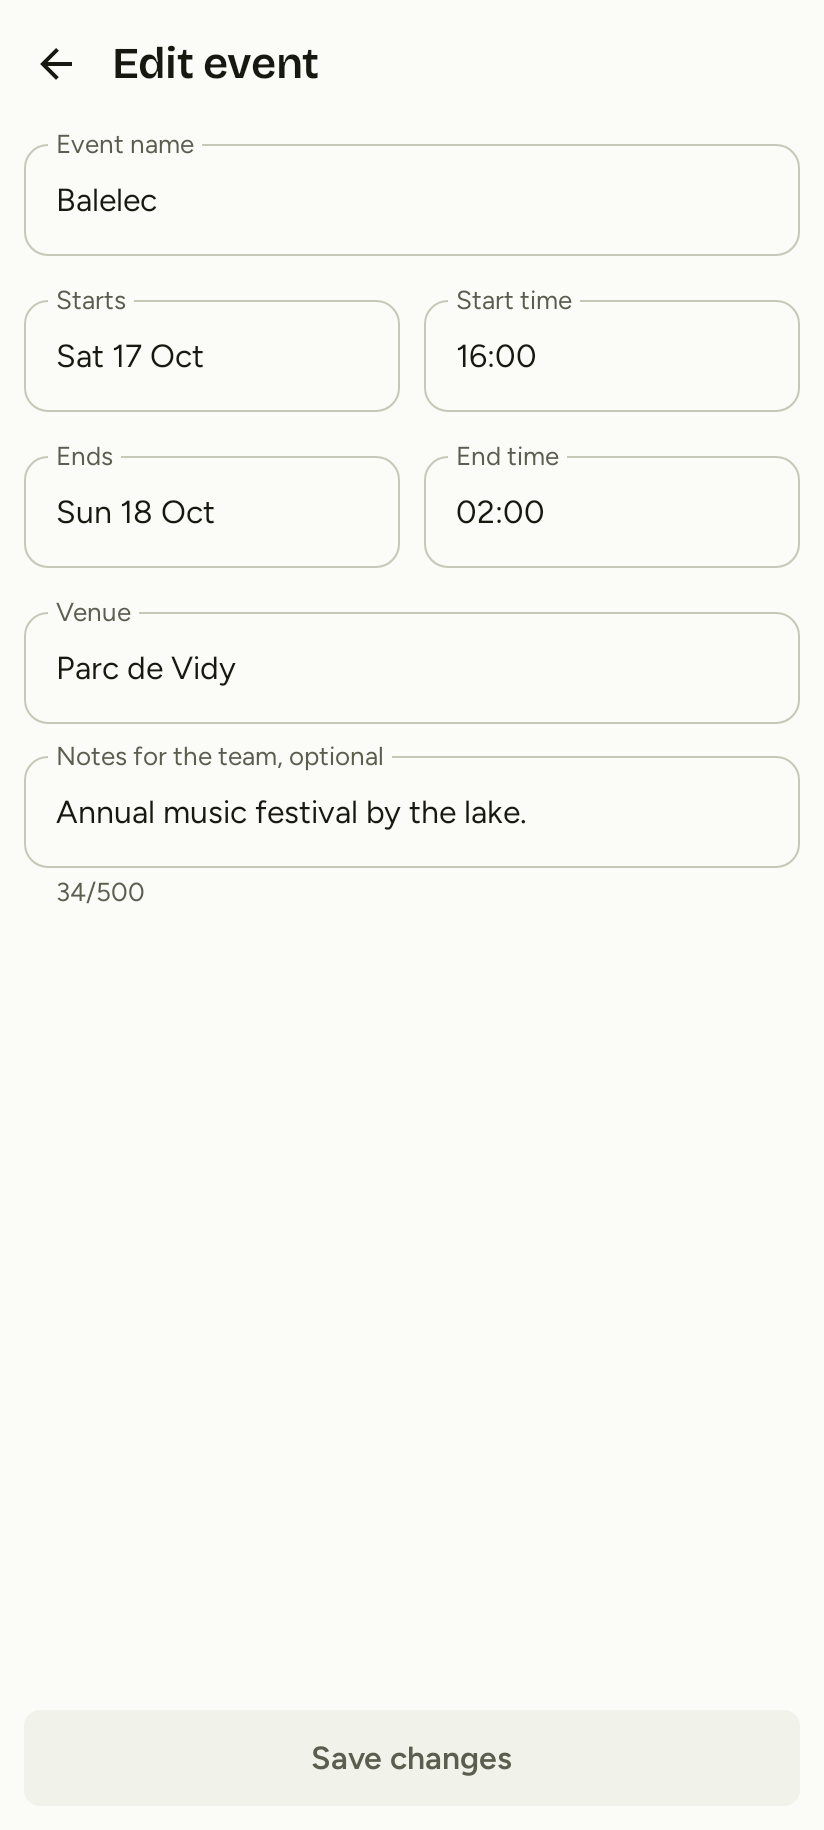 Edit event
Event name
Balelec
Starts
Start time
Sat 17 Oct
16:00
Ends
End time
Sun 18 Oct
02:00
Venue
Parc de Vidy
Notes for the team, optional
Annual music festival by the lake.
34/500
Save changes